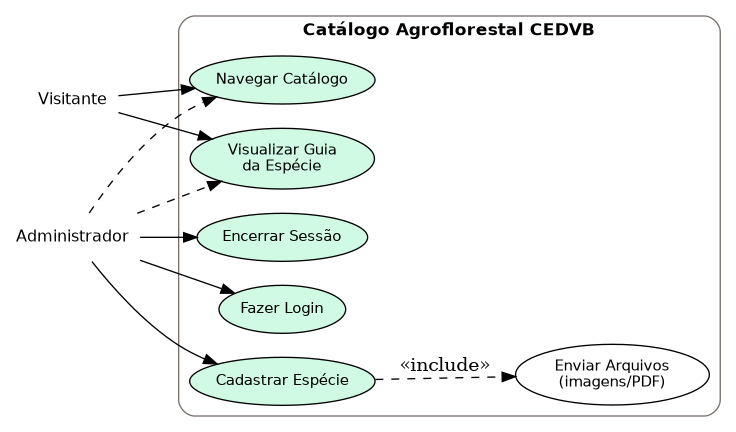 Catálogo Agroflorestal CEDVB
Navegar Catálogo
Visitante
Visualizar Guia
da Espécie
Administrador
Encerrar Sessão
Fazer Login
«include»
Enviar Arquivos
(imagens/PDF)
Cadastrar Espécie